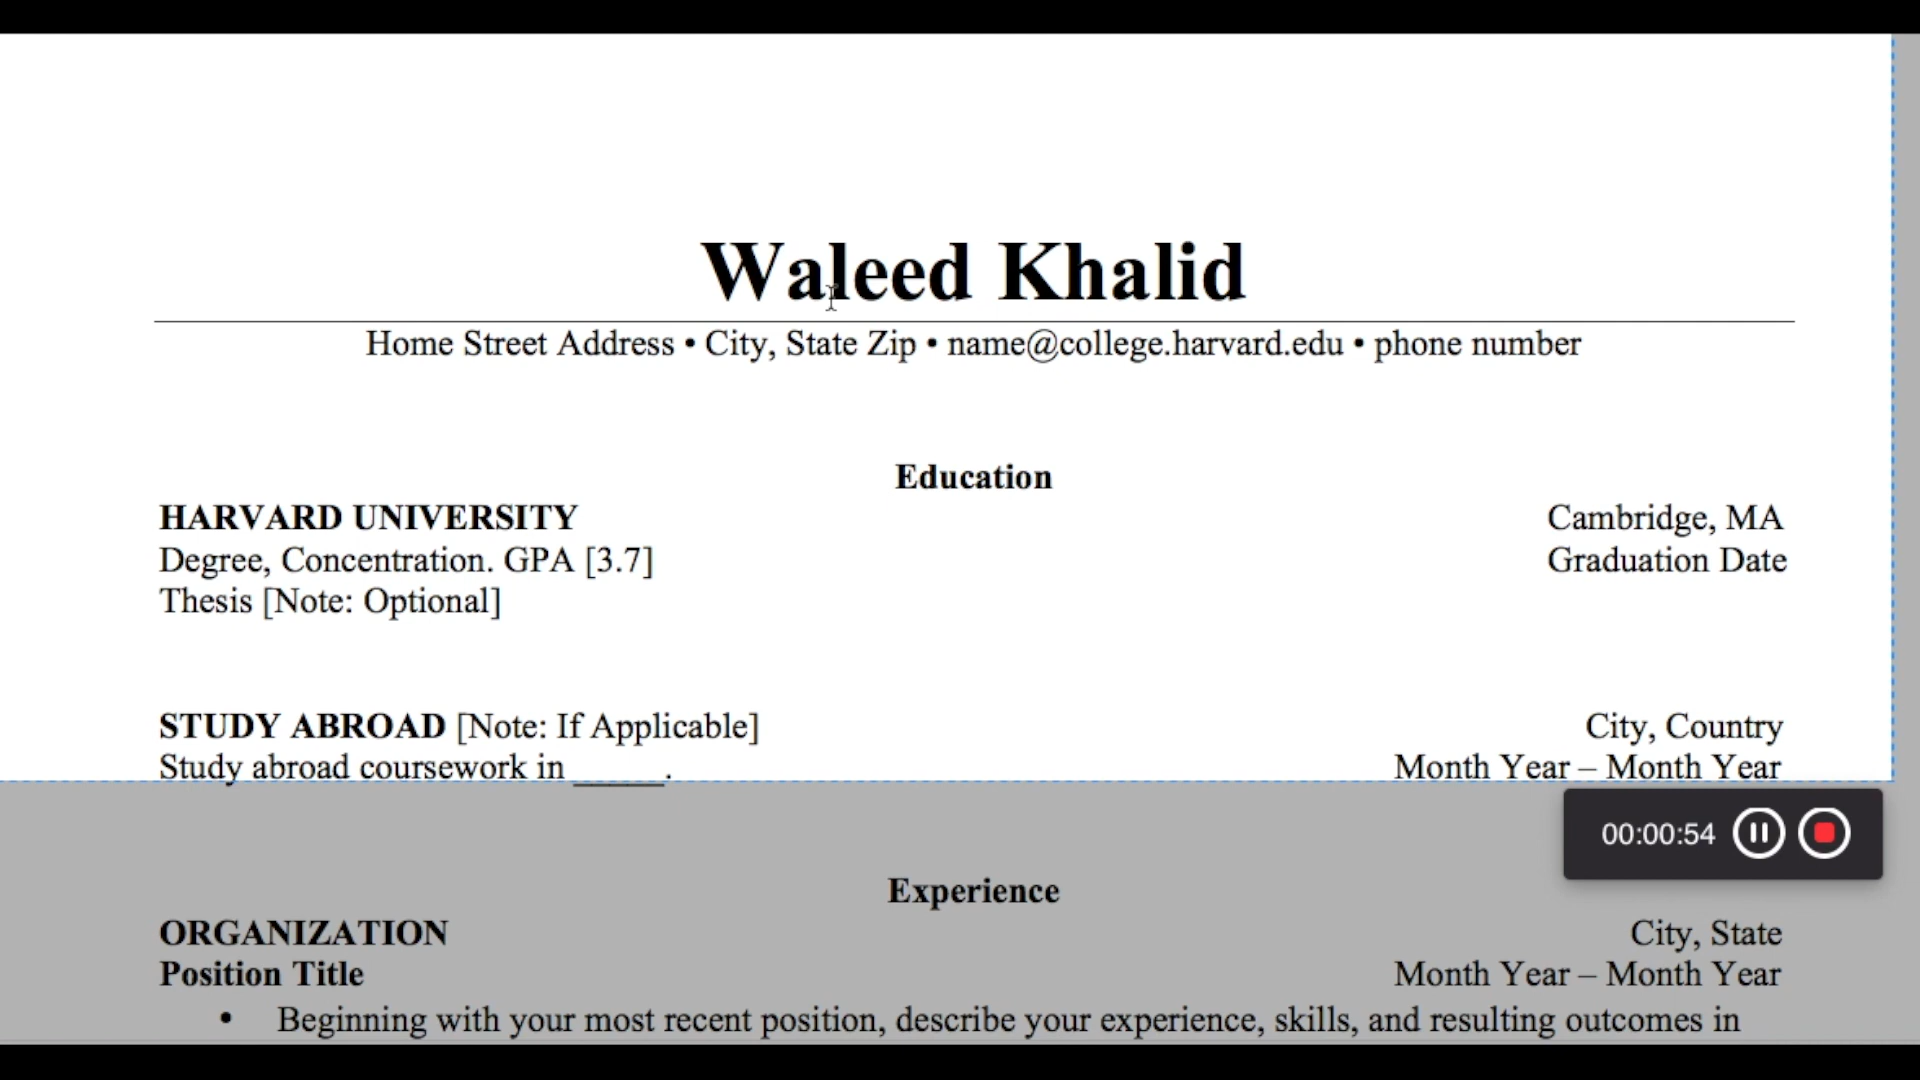 Waleed Khalid
Home Street Address • City, State Zip • name@college.harvard.edu • phone number
Education
HARVARD UNIVERSITY Cambridge, MA
Degree, Concentration. GPA [3.7] Graduation Date
Thesis [Note: Optional]
STUDY ABROAD [Note: If Applicable] City, Country
Study abroad coursework in _____. Month Year – Month Year
00:00:54
Experience
ORGANIZATION City, State
Position Title Month Year – Month Year
• Beginning with your most recent position, describe your experience, skills, and resulting outcomes in